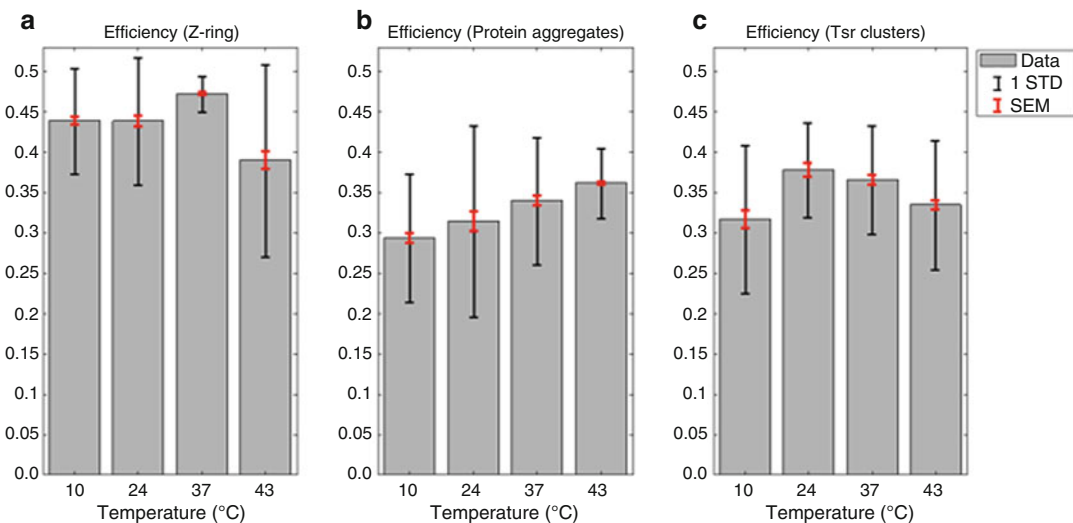 a
Efficiency (Z-ring)
0.5
0.45
0.4
0.35
0.3
0.25
0.2
0.15
0.1
0.05
0.0
10 24 37 43
Temperature (°C)
b
Efficiency (Protein aggregates)
0.5
0.45
0.4
0.35
0.3
0.25
0.2
0.15
0.1
0.05
0.0
10 24 37 43
Temperature (°C)
c
Efficiency (Tsr clusters)
0.5
0.45
0.4
0.35
0.3
0.25
0.2
0.15
0.1
0.05
0.0
10 24 37 43
Temperature (°C)
Data
1 STD
SEM